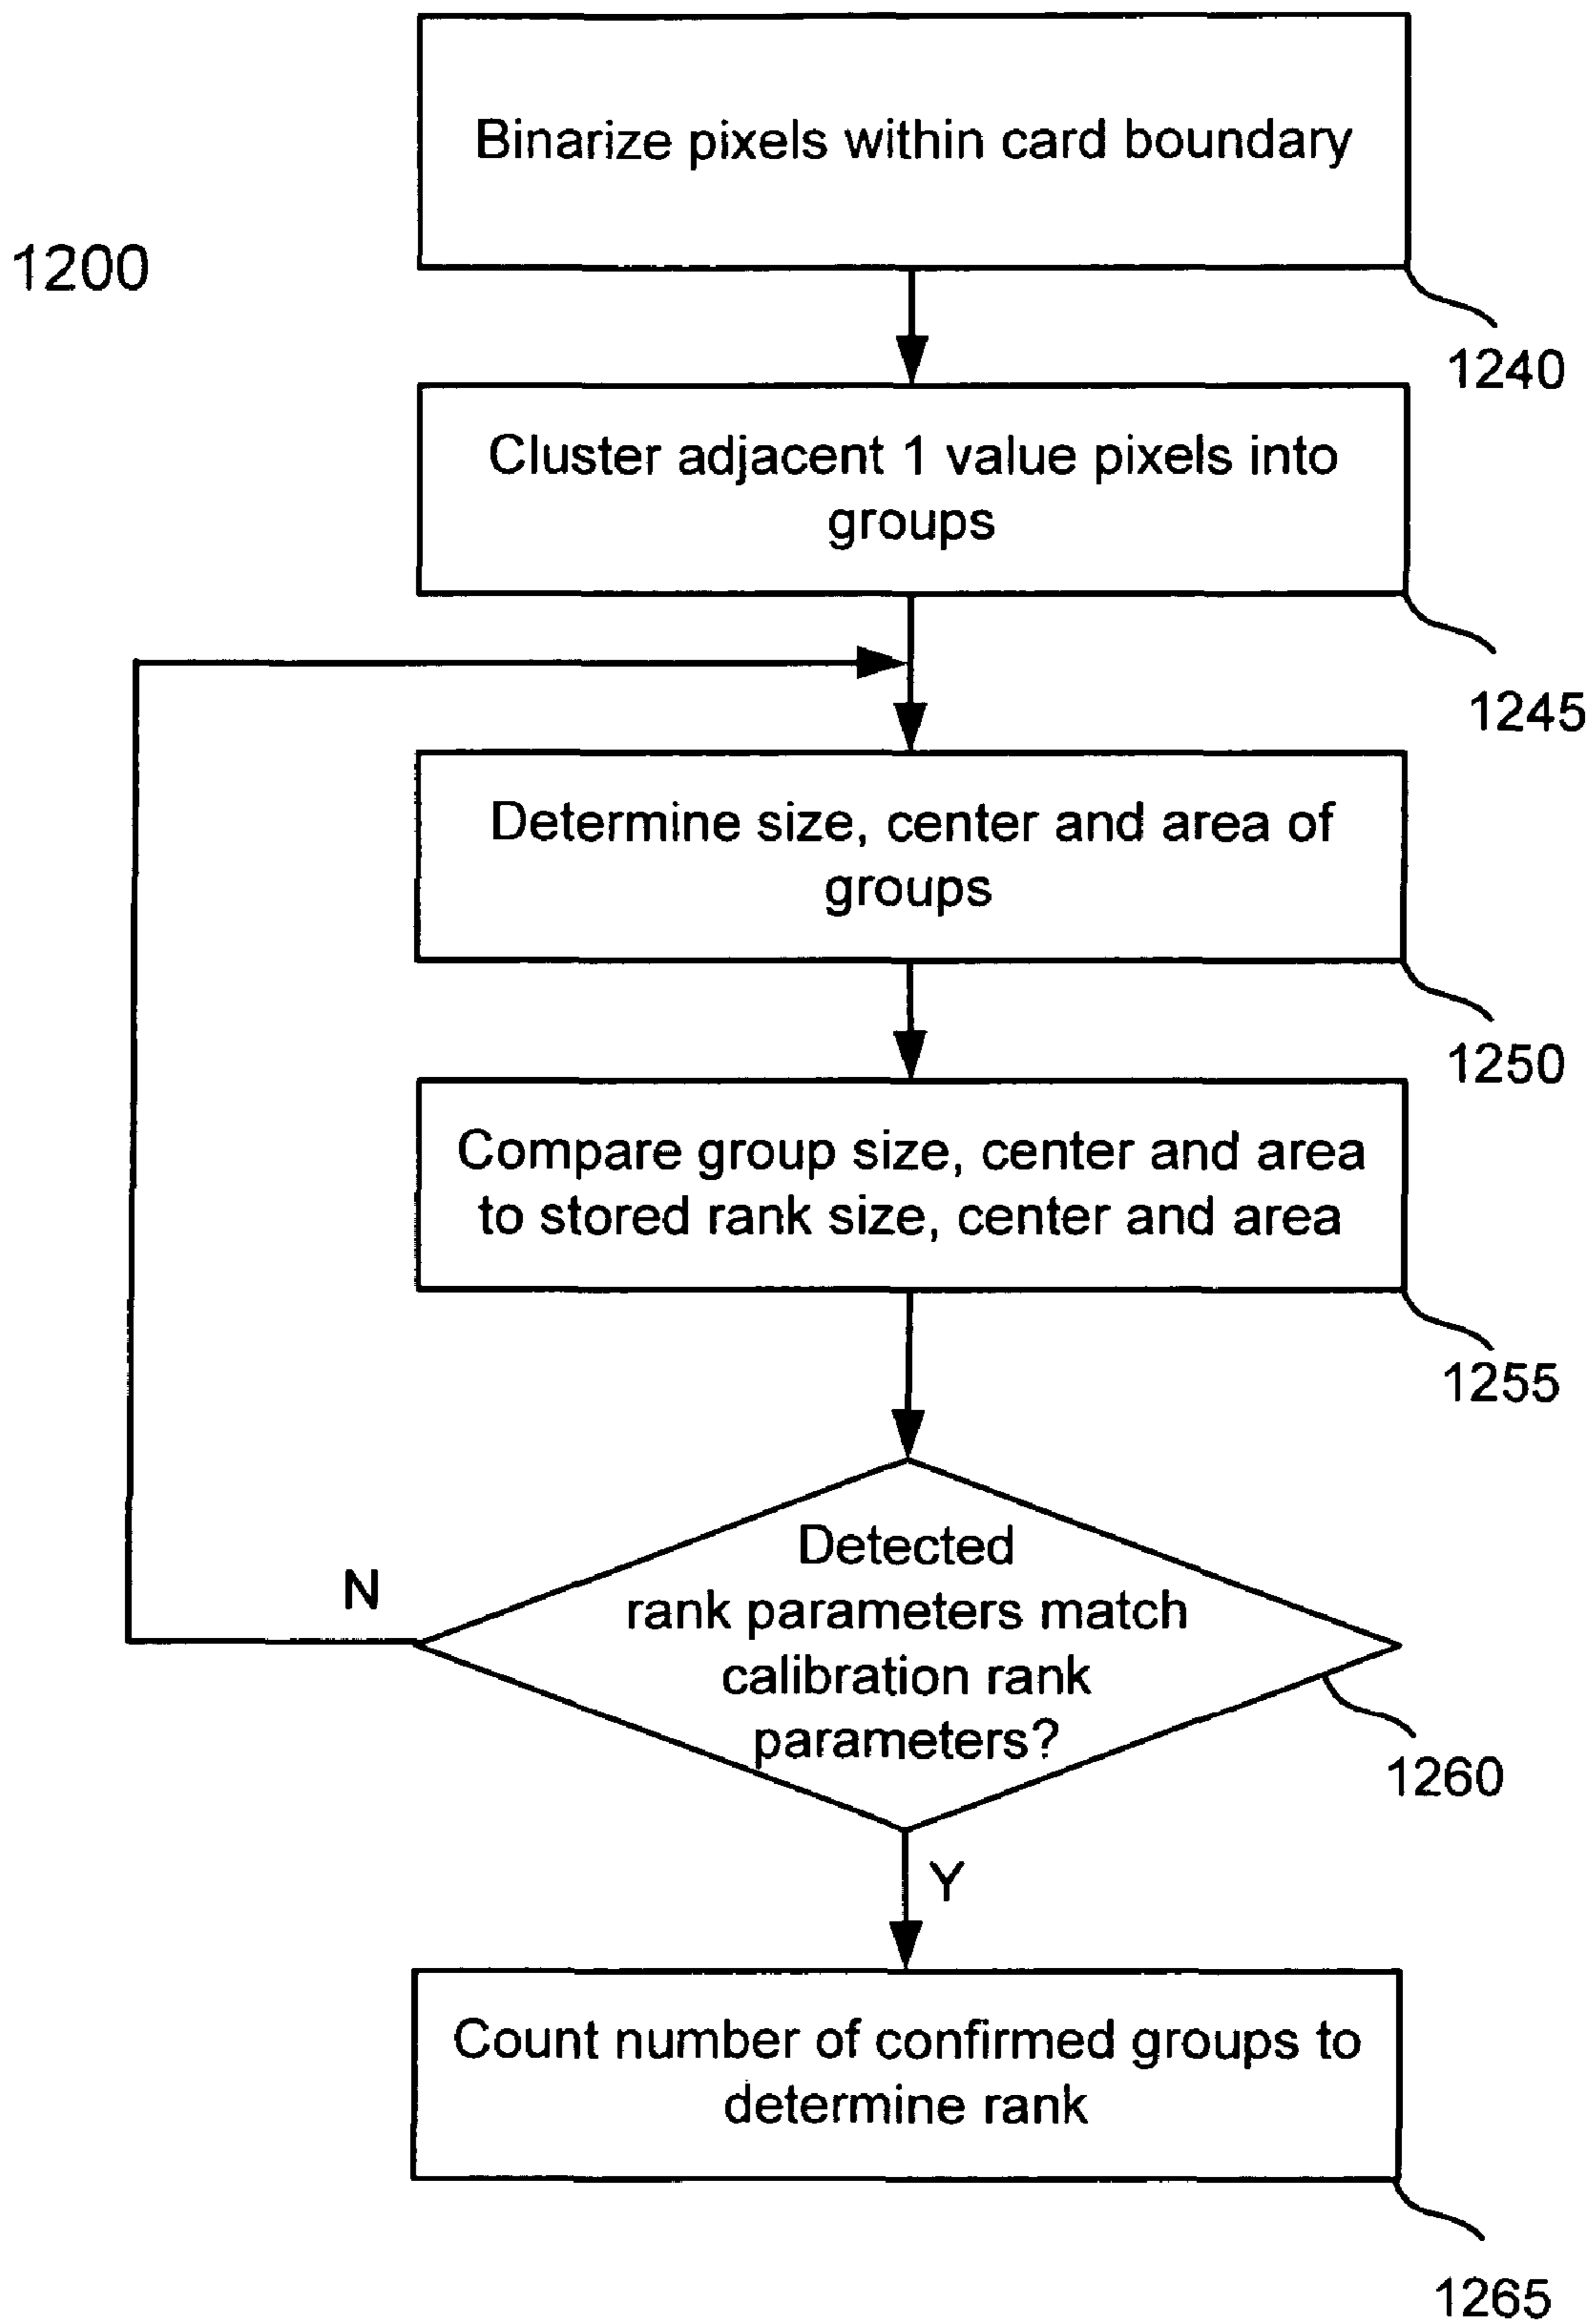 Binarize pixels within card boundary
1200
1240
Cluster adjacent 1 value pixels into
groups
1245
Determine size, center and area of
groups
1250
Compare group size, center and area
to stored rank size, center and area
1255
Detected
rank parameters match
calibration rank
parameters?
N
1260
Y
Count number of confirmed groups to
determine rank
1265